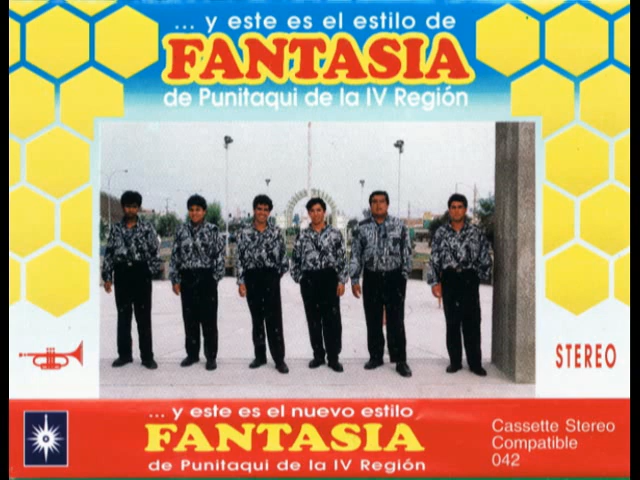 ... y este es el estilo de
FANTASIA
de Punitaqui de la IV Región
STEREO
... y este es el nuevo estilo
FANTASIA
de Punitaqui de la IV Región
Cassette Stereo
Compatible
042